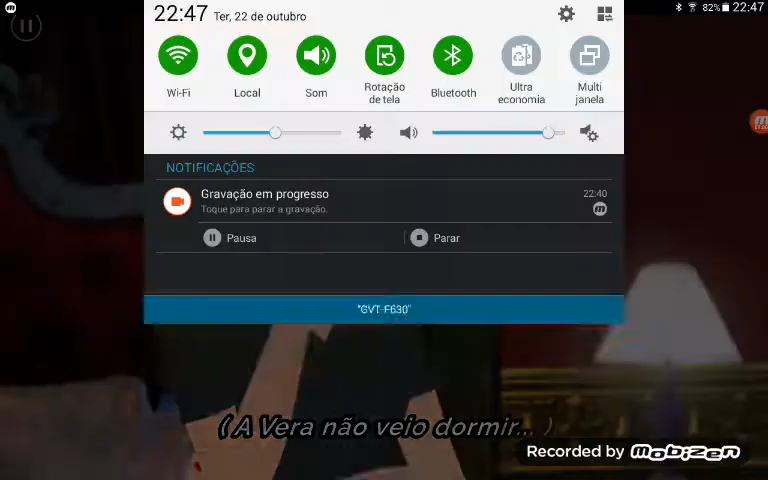 22:47 Ter, 22 de outubro
82% 22:47
Wi-Fi
Local
Som
Rotação de tela
Bluetooth
Ultra economia
Multi janela
07:00
NOTIFICAÇÕES
Gravação em progresso
22:40
Toque para parar a gravação.
Pausa
Parar
"GVT-F630"
( A Vera não veio dormir... )
Recorded by mobizen